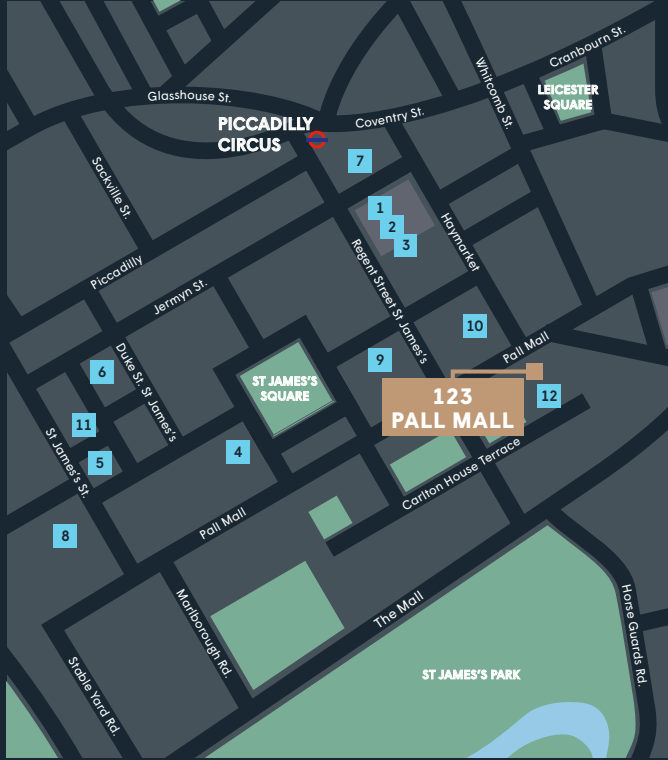 Cranbourn St.
Whitcomb St.
LEICESTER
SQUARE
Glasshouse St.
Coventry St.
PICCADILLY
CIRCUS
7
Sackville St.
1
2
3
Haymarket
Regent Street St James's
Piccadilly
Jermyn St.
10
Pall Mall
9
6
Duke St. St James's
ST JAMES'S
SQUARE
123
PALL MALL
12
11
5
St James's St.
4
Carlton House Terrace
Pall Mall
8
Marlborough Rd.
The Mall
Horse Guards Rd.
Stable Yard Rd.
ST JAMES'S PARK